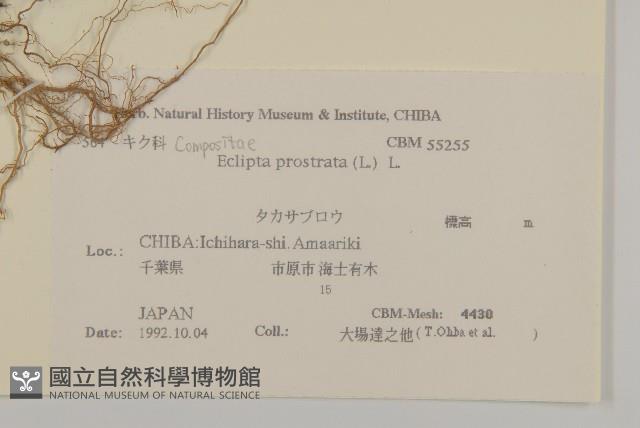 rb. Natural History Museum & Institute, CHIBA
564 キク科 Compositae CBM 55255
Eclipta prostrata (L.) L.
タカサブロウ 標高 m
Loc.: CHIBA:Ichihara-shi. Amaariki
千葉県 市原市 海士有木
15
JAPAN CBM-Mesh: 4430
Date: 1992.10.04 Coll.: 大場達之他 ( T.Ohba et al. )
國立自然科學博物館
NATIONAL MUSEUM OF NATURAL SCIENCE